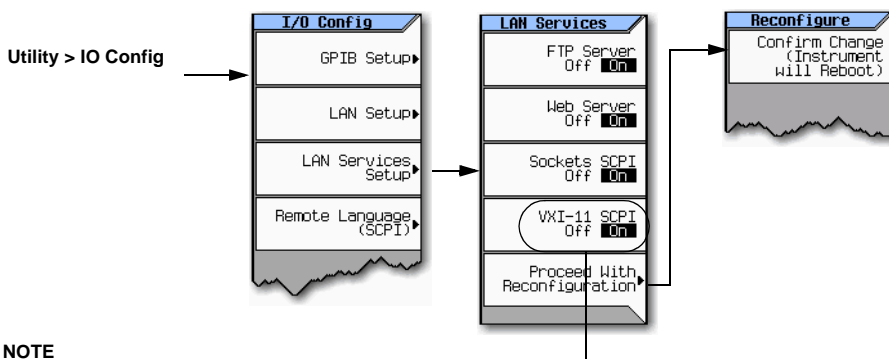 Utility > IO Config
I/O Config
GPIB Setup
LAN Setup
LAN Services
Setup
Remote Language
(SCPI)
LAN Services
FTP Server
Off On
Web Server
Off On
Sockets SCPI
Off On
VXI-11 SCPI
Off On
Proceed With
Reconfiguration
Reconfigure
Confirm Change
(Instrument
will Reboot)
NOTE